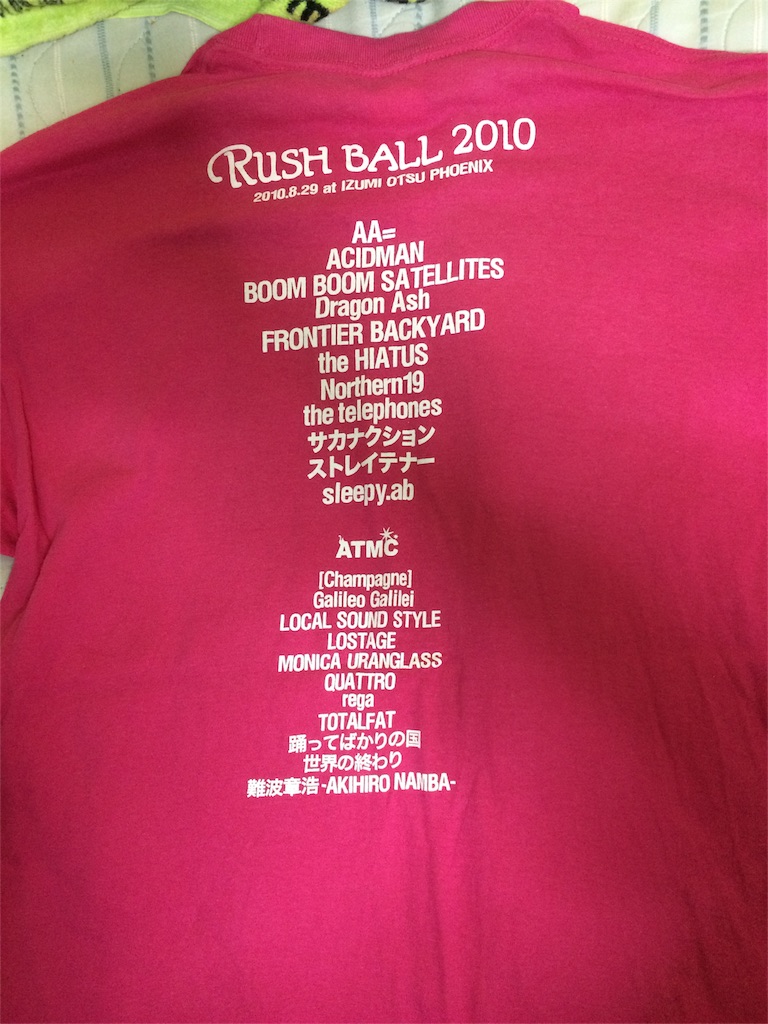 RUSH BALL 2010
2010.8.29 at IZUMI OTSU PHOENIX
AA=
ACIDMAN
BOOM BOOM SATELLITES
Dragon Ash
FRONTIER BACKYARD
the HIATUS
Northern19
the telephones
サカナクション
ストレイテナー
sleepy.ab
ATMC
[Champagne]
Galileo Galilei
LOCAL SOUND STYLE
LOSTAGE
MONICA URANGLASS
QUATTRO
rega
TOTALFAT
踊ってばかりの国
世界の終わり
難波章浩-AKIHIRO NAMBA-